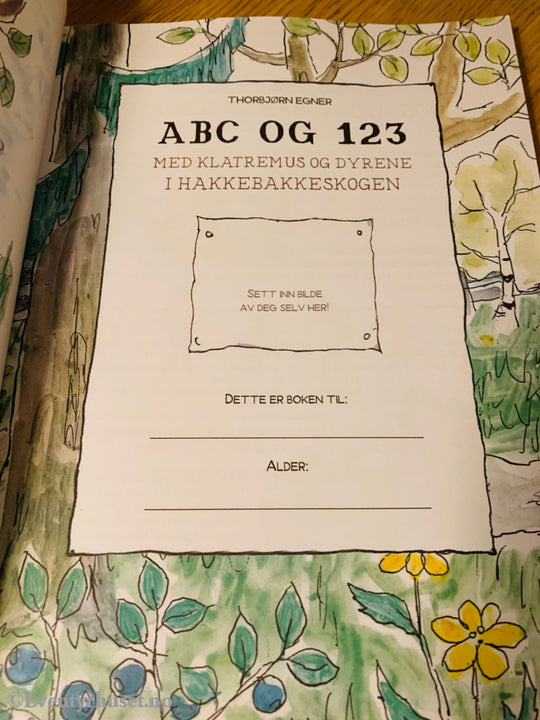 THORBJØRN EGNER
ABC OG 123
MED KLATREMUS OG DYRENE
I HAKKEBAKKESKOGEN
SETT INN BILDE
AV DEG SELV HER!
DETTE ER BOKEN TIL:
ALDER:
©Eventyrhuset.no